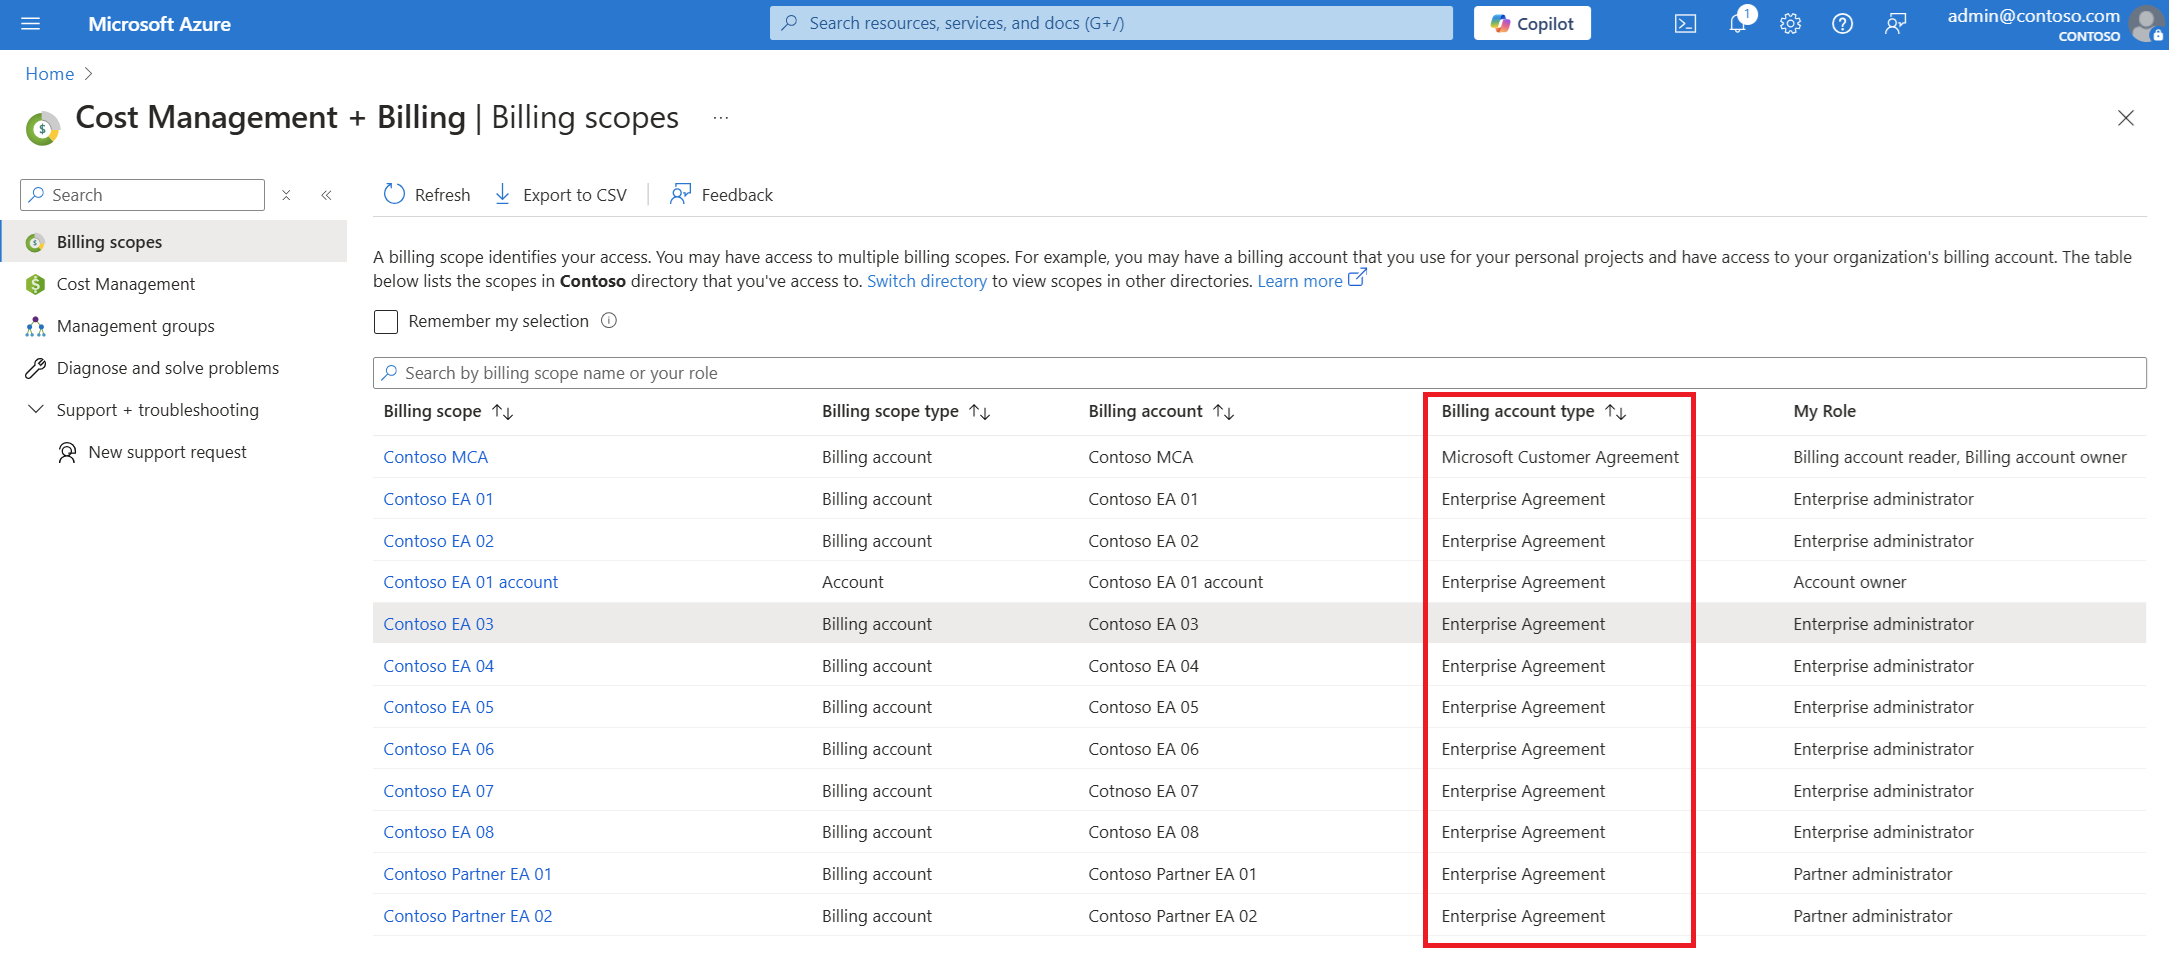 Microsoft Azure
Search resources, services, and docs (G+/)
Copilot
1
admin@contoso.com
CONTOSO
Home
Cost Management + Billing | Billing scopes
Search
Refresh
Export to CSV
Feedback
Billing scopes
Cost Management
Management groups
Diagnose and solve problems
Support + troubleshooting
New support request
A billing scope identifies your access. You may have access to multiple billing scopes. For example, you may have a billing account that you use for your personal projects and have access to your organization's billing account. The table
below lists the scopes in Contoso directory that you've access to. Switch directory to view scopes in other directories. Learn more
Remember my selection
Search by billing scope name or your role
Billing scope Billing scope type Billing account Billing account type My Role
Contoso MCA Billing account Contoso MCA Microsoft Customer Agreement Billing account reader, Billing account owner
Contoso EA 01 Billing account Contoso EA 01 Enterprise Agreement Enterprise administrator
Contoso EA 02 Billing account Contoso EA 02 Enterprise Agreement Enterprise administrator
Contoso EA 01 account Account Contoso EA 01 account Enterprise Agreement Account owner
Contoso EA 03 Billing account Contoso EA 03 Enterprise Agreement Enterprise administrator
Contoso EA 04 Billing account Contoso EA 04 Enterprise Agreement Enterprise administrator
Contoso EA 05 Billing account Contoso EA 05 Enterprise Agreement Enterprise administrator
Contoso EA 06 Billing account Contoso EA 06 Enterprise Agreement Enterprise administrator
Contoso EA 07 Billing account Cotnoso EA 07 Enterprise Agreement Enterprise administrator
Contoso EA 08 Billing account Contoso EA 08 Enterprise Agreement Enterprise administrator
Contoso Partner EA 01 Billing account Contoso Partner EA 01 Enterprise Agreement Partner administrator
Contoso Partner EA 02 Billing account Contoso Partner EA 02 Enterprise Agreement Partner administrator